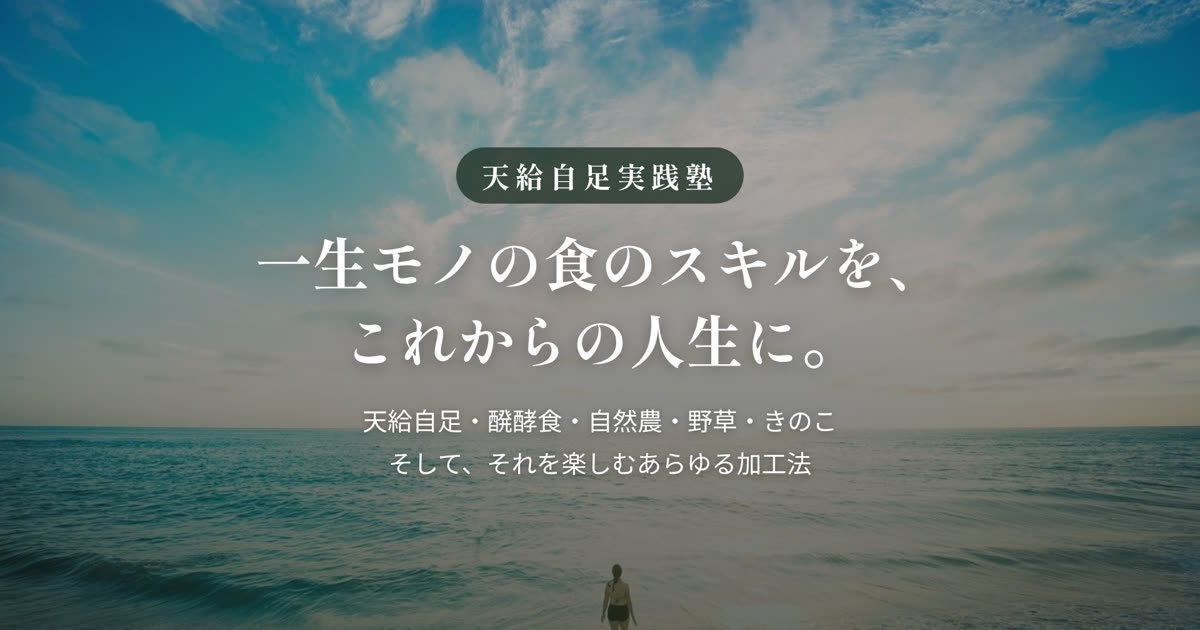 天給自足実践塾
一生モノの食のスキルを、
これからの人生に。
天給自足・醗酵食・自然農・野草・きのこ
そして、それを楽しむあらゆる加工法